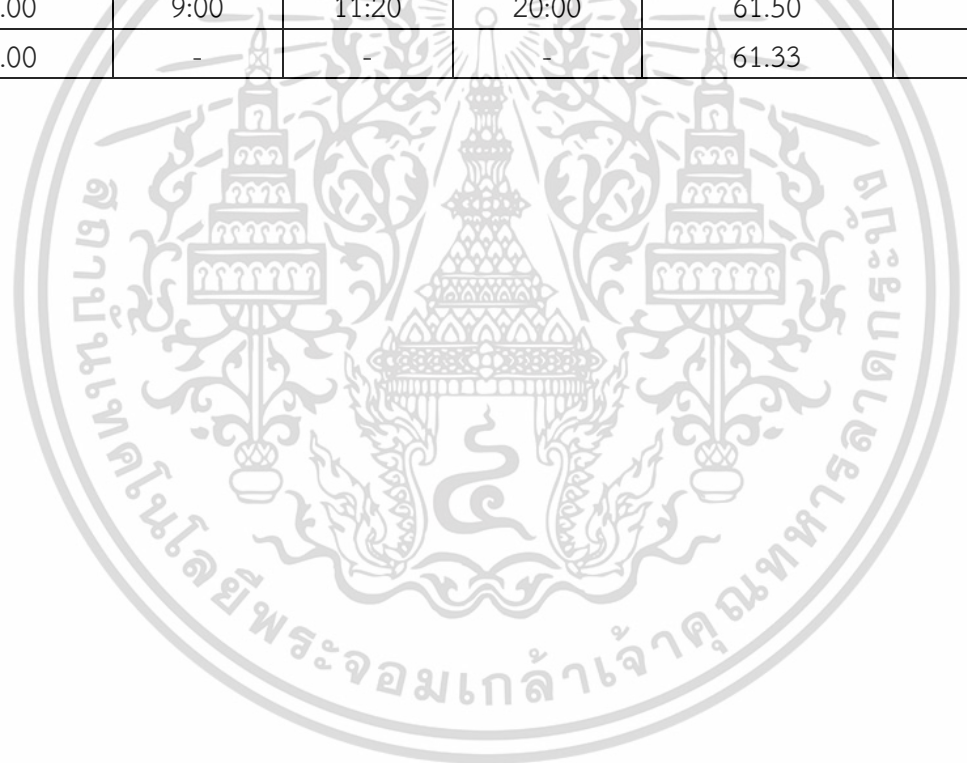 .00 9:00 11:20 20:00 61.50
.00 - - - 61.33
สถาบันเทคโนโลยีพระจอมเกล้าเจ้าคุณทหารลาดกระบัง
๔